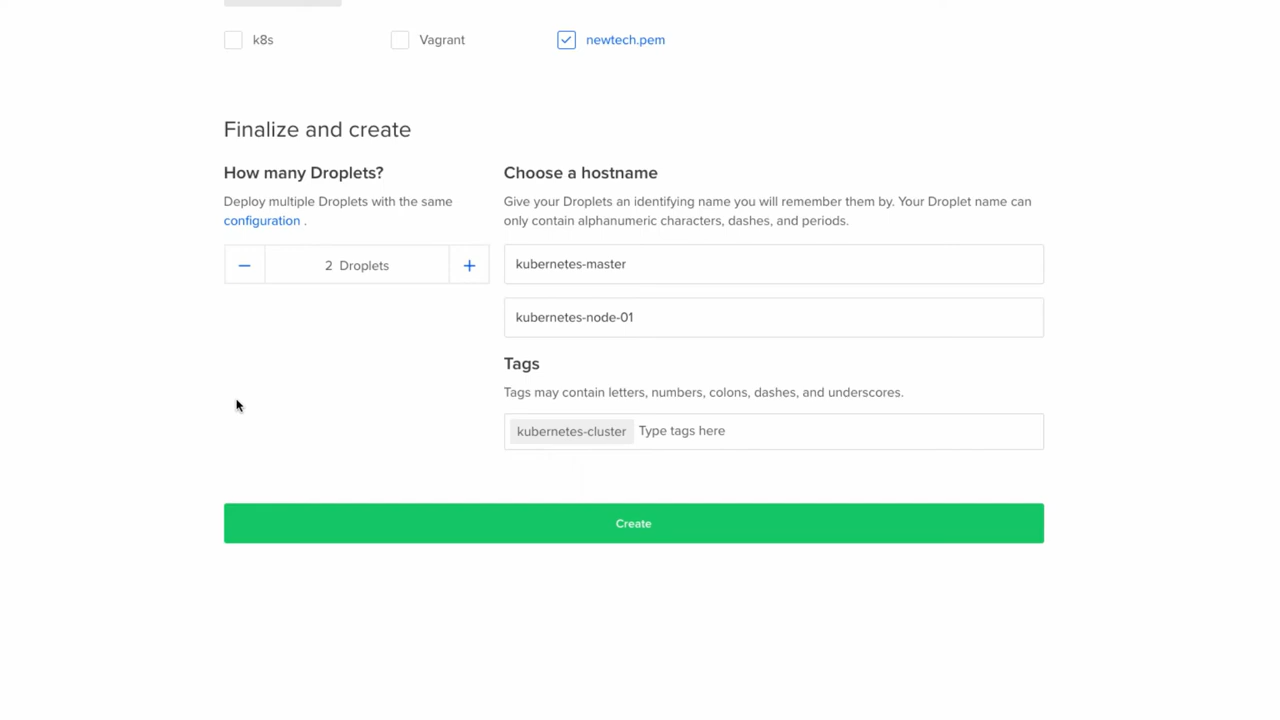 k8s
Vagrant
newtech.pem
Finalize and create
How many Droplets?
Deploy multiple Droplets with the same
configuration .
2 Droplets
Choose a hostname
Give your Droplets an identifying name you will remember them by. Your Droplet name can
only contain alphanumeric characters, dashes, and periods.
kubernetes-master
kubernetes-node-01
Tags
Tags may contain letters, numbers, colons, dashes, and underscores.
kubernetes-cluster Type tags here
Create